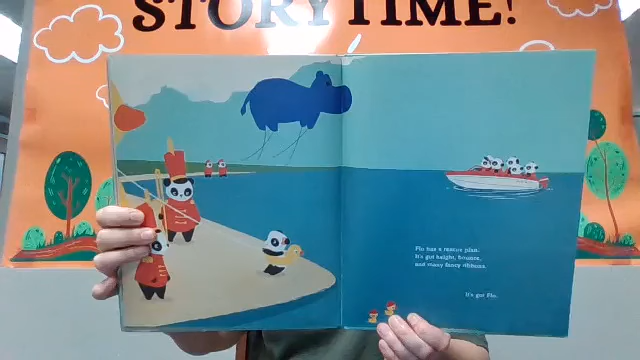 STORYTIME!
Flo has a rescue plan.
It's got height, bounce,
and many fancy ribbons.
It's got Flo.